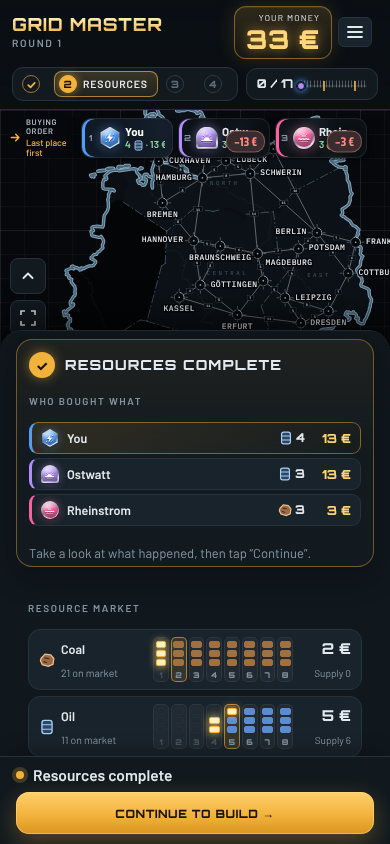 GRID MASTER
ROUND 1
YOUR MONEY
33 €
2 RESOURCES 3 4
0 / 17
BUYING ORDER
Last place first
1 You
4 · 13 €
2
3
-13 €
3
3
-3 €
CUXHAVEN
LÜBECK
HAMBURG
SCHWERIN
NORTH
BREMEN
HANNOVER
BERLIN
FRANK
POTSDAM
BRAUNSCHWEIG
MAGDEBURG
CENTRAL
EAST
COTTBU
GÖTTINGEN
LEIPZIG
KASSEL
ERFURT
DRESDEN
RESOURCES COMPLETE
WHO BOUGHT WHAT
You 4 13 €
Ostwatt 3 13 €
Rheinstrom 3 3 €
Take a look at what happened, then tap “Continue”.
RESOURCE MARKET
Coal
21 on market
1 2 3 4 5 6 7 8
2 €
Supply 0
Oil
11 on market
1 2 3 4 5 6 7 8
5 €
Supply 6
Resources complete
CONTINUE TO BUILD →